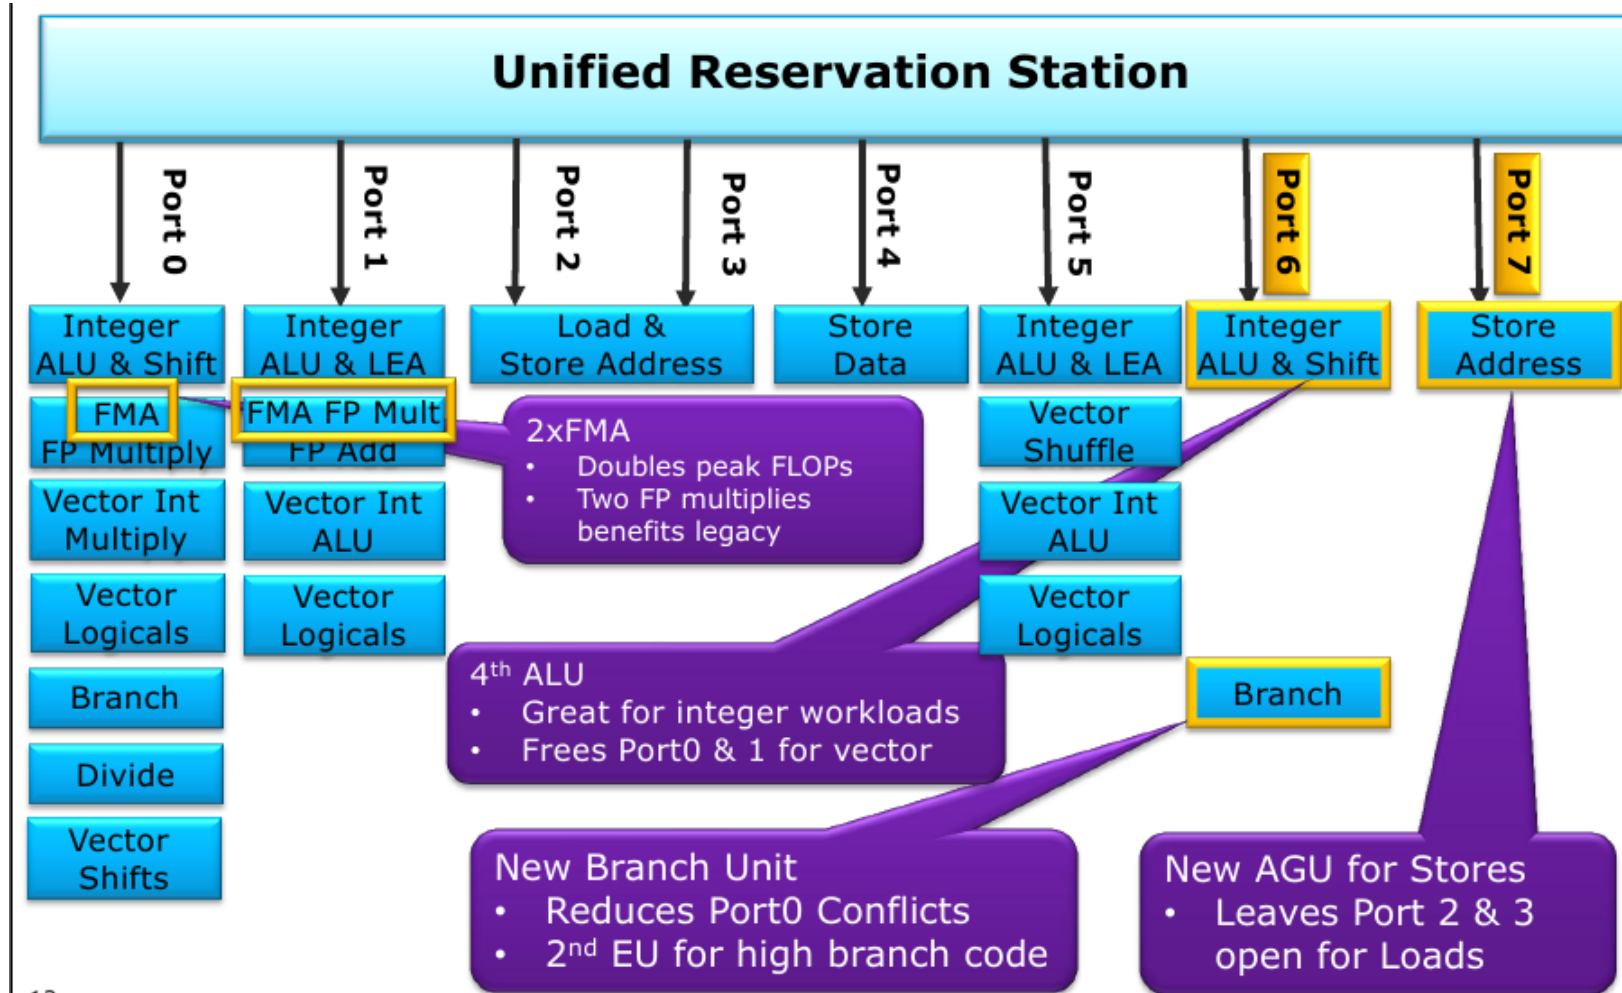 Unified Reservation Station
Port 0
Port 1
Port 2
Port 3
Port 4
Port 5
Port 6
Port 7
Integer
ALU & Shift
FMA
FP Multiply
Vector Int
Multiply
Vector
Logicals
Branch
Divide
Vector
Shifts
Integer
ALU & LEA
FMA FP Mult
FP Add
Vector Int
ALU
Vector
Logicals
Load &
Store Address
Store
Data
Integer
ALU & LEA
Vector
Shuffle
Vector Int
ALU
Vector
Logicals
Integer
ALU & Shift
Branch
Store
Address
2xFMA
• Doubles peak FLOPs
• Two FP multiplies
benefits legacy
4th ALU
• Great for integer workloads
• Frees Port0 & 1 for vector
New Branch Unit
• Reduces Port0 Conflicts
• 2nd EU for high branch code
New AGU for Stores
• Leaves Port 2 & 3
open for Loads